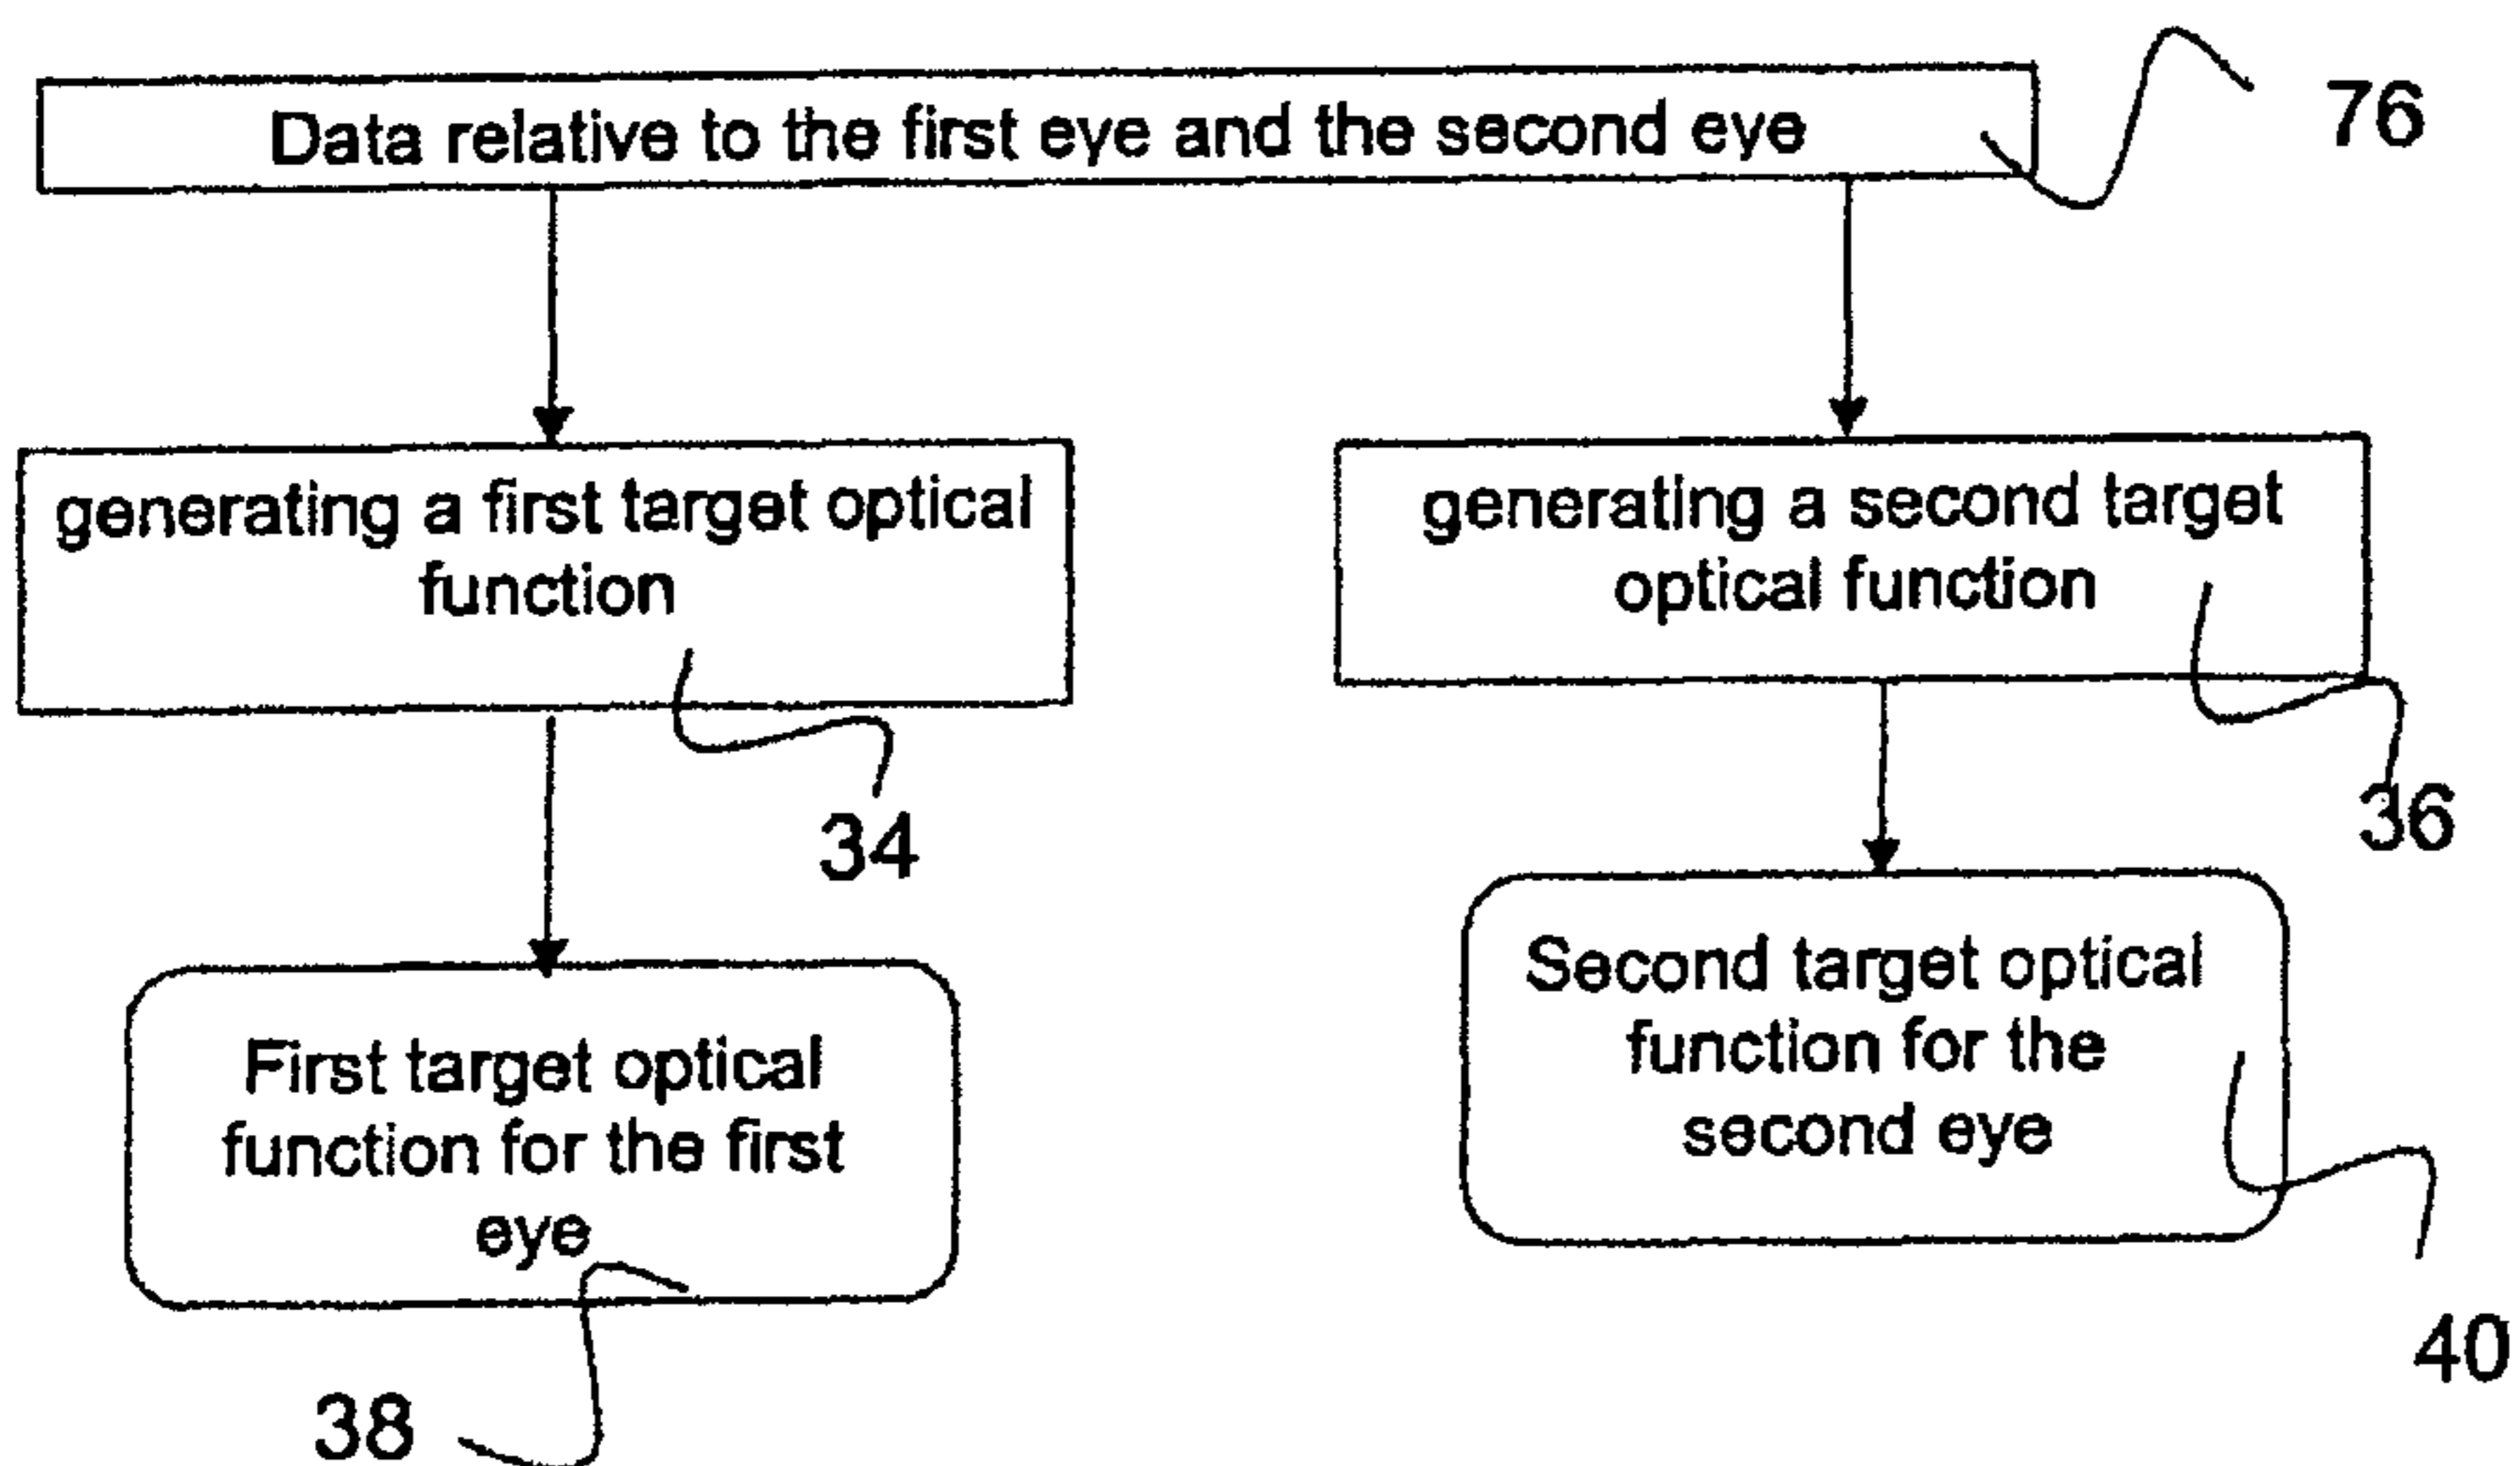 Data relative to the first eye and the second eye
76
generating a first target optical
function
34
generating a second target
optical function
36
First target optical
function for the first
eye
38
Second target optical
function for the
second eye
40